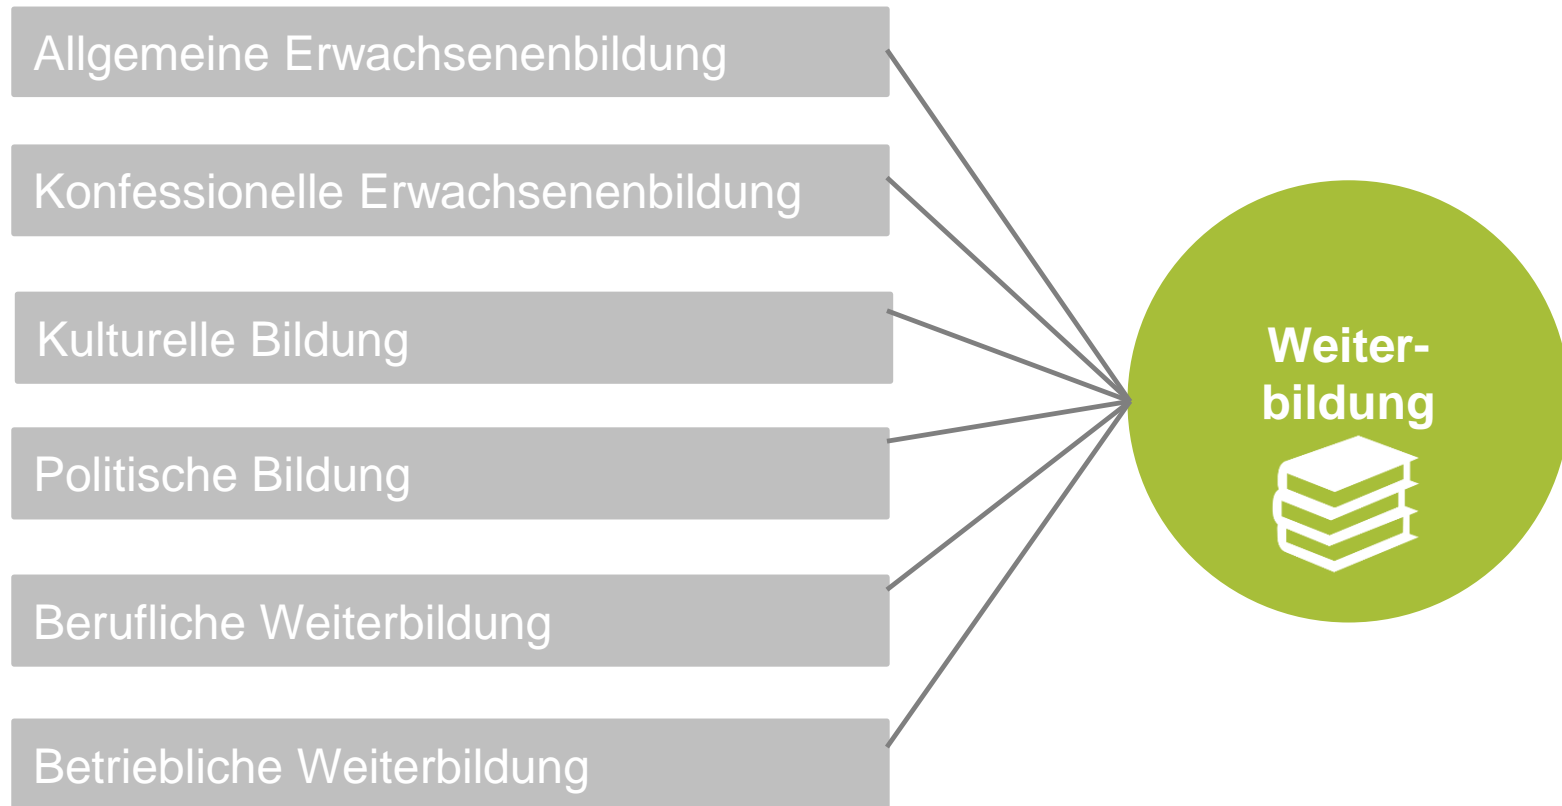 Allgemeine Erwachsenenbildung
Konfessionelle Erwachsenenbildung
Kulturelle Bildung
Politische Bildung
Berufliche Weiterbildung
Betriebliche Weiterbildung
Weiter-
bildung